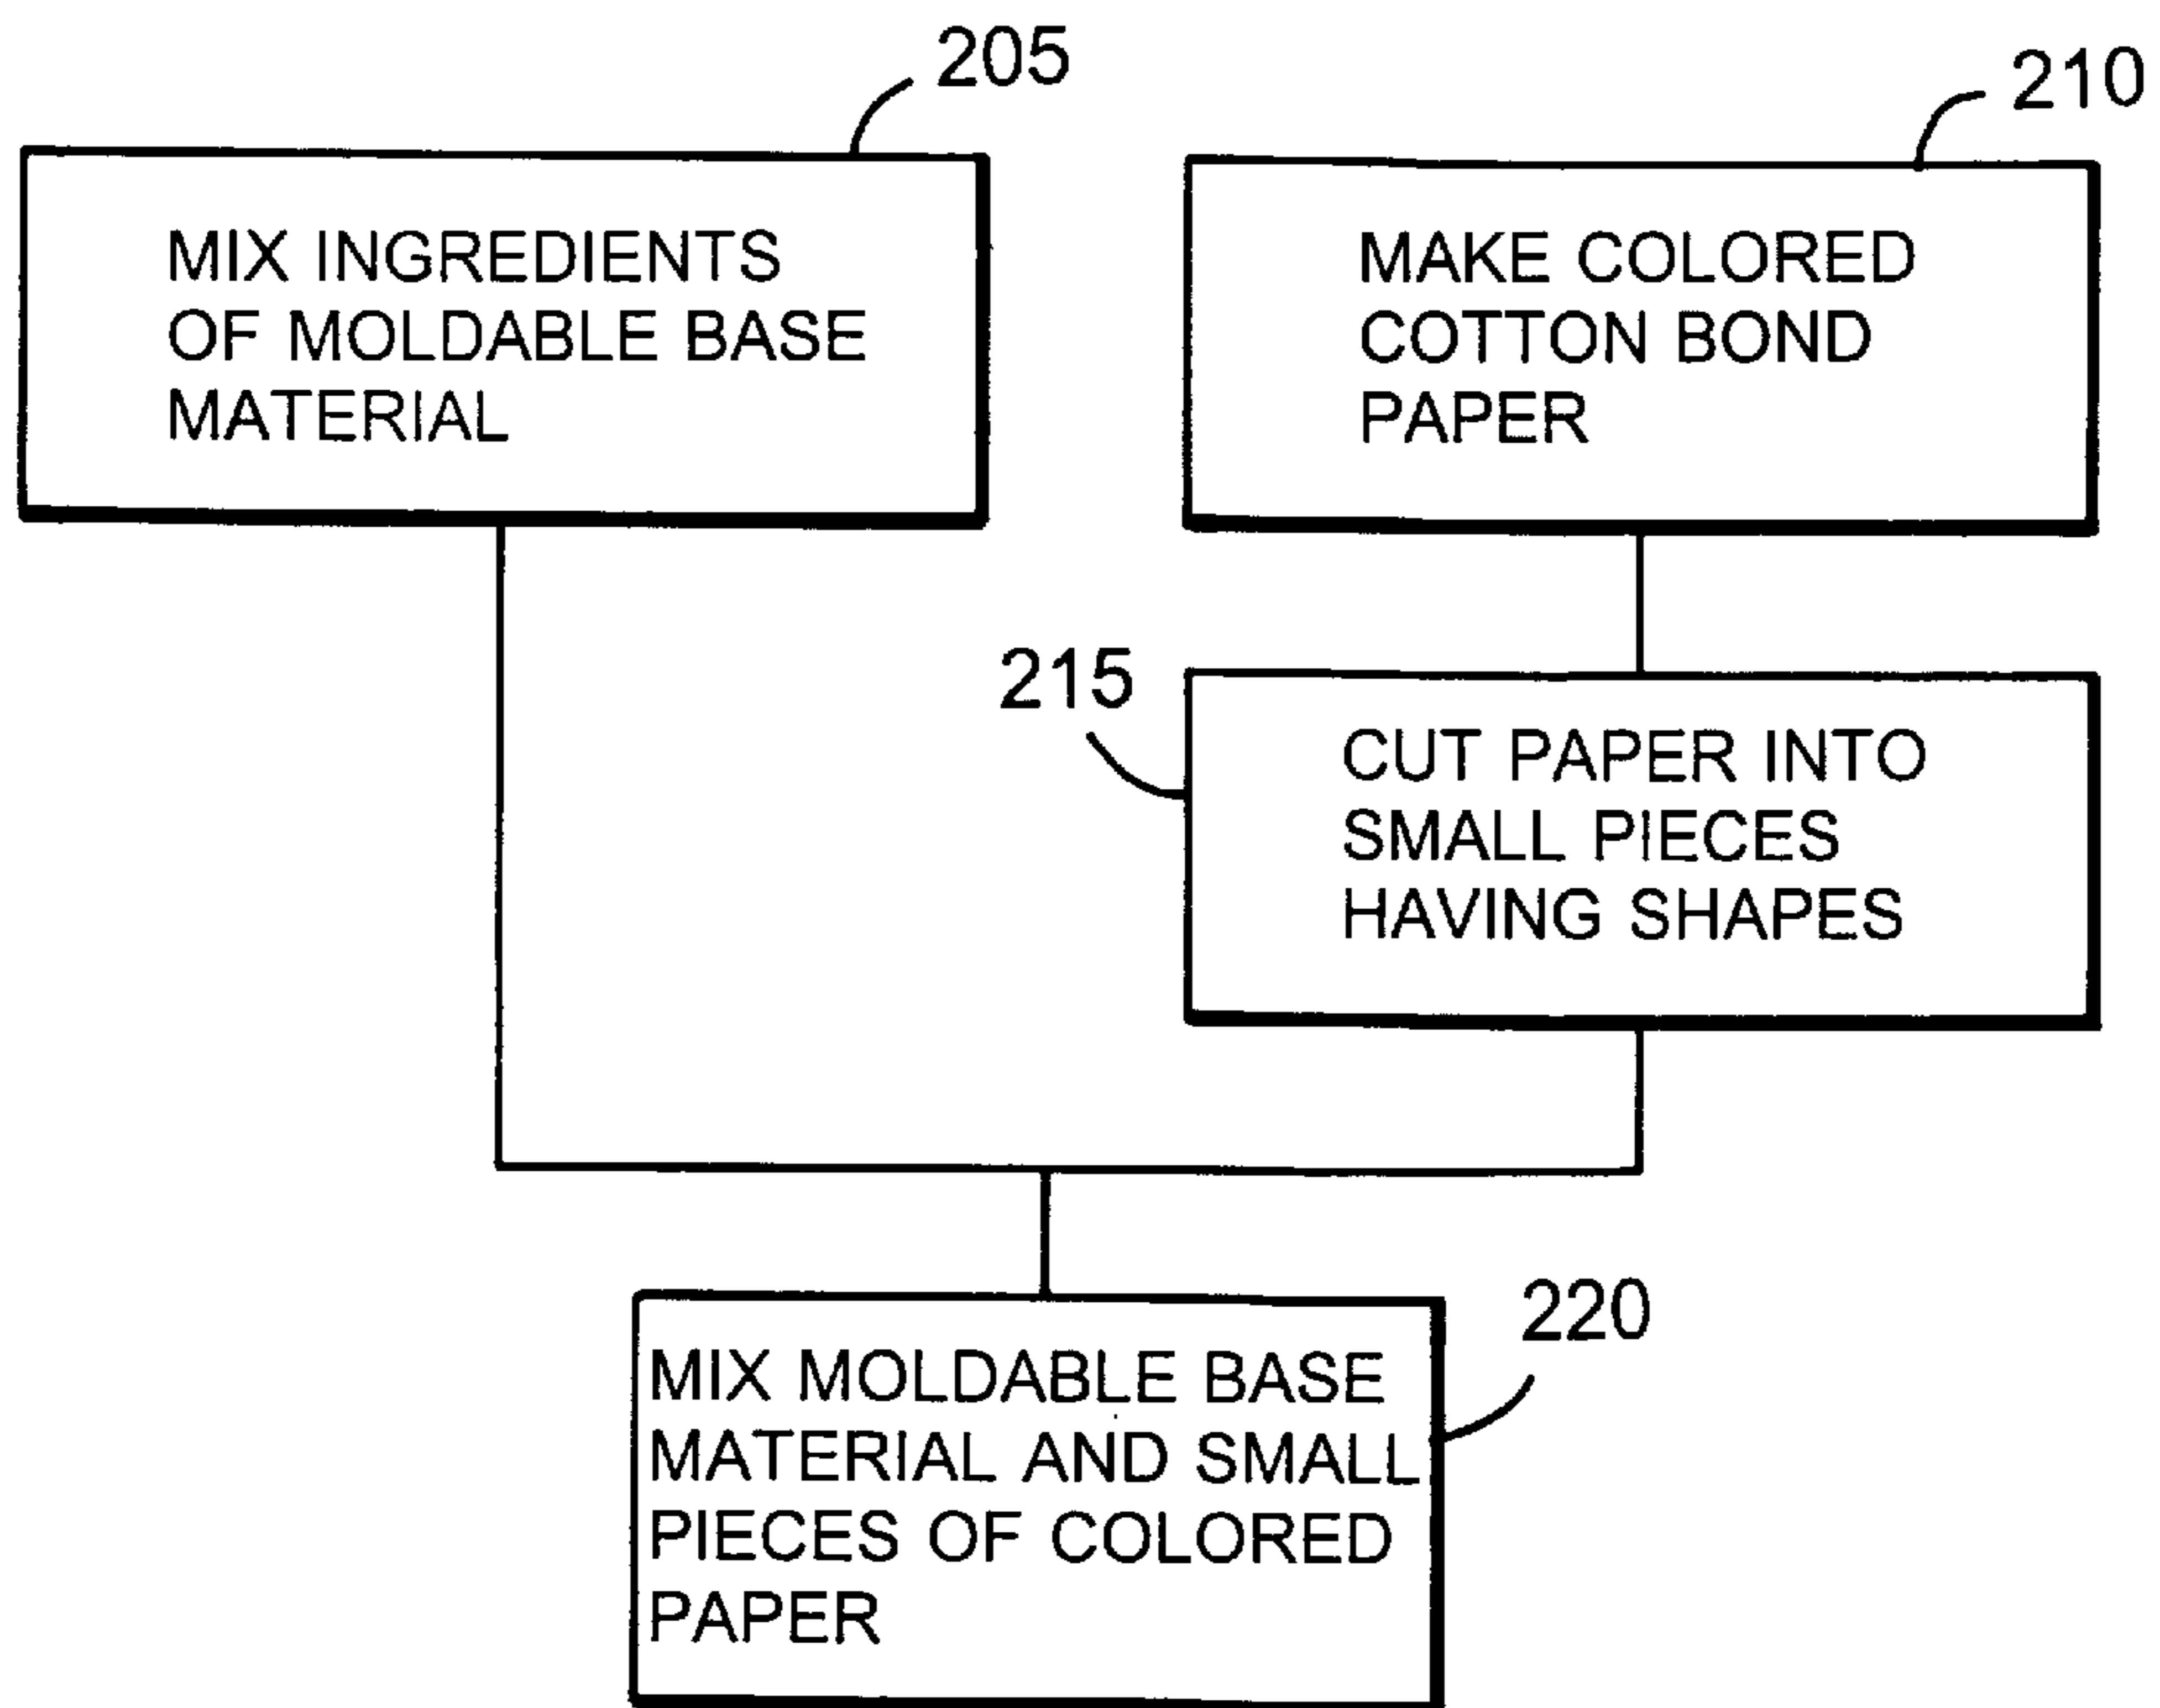 205
MIX INGREDIENTS
OF MOLDABLE BASE
MATERIAL
210
MAKE COLORED
COTTON BOND
PAPER
215
CUT PAPER INTO
SMALL PIECES
HAVING SHAPES
220
MIX MOLDABLE BASE
MATERIAL AND SMALL
PIECES OF COLORED
PAPER